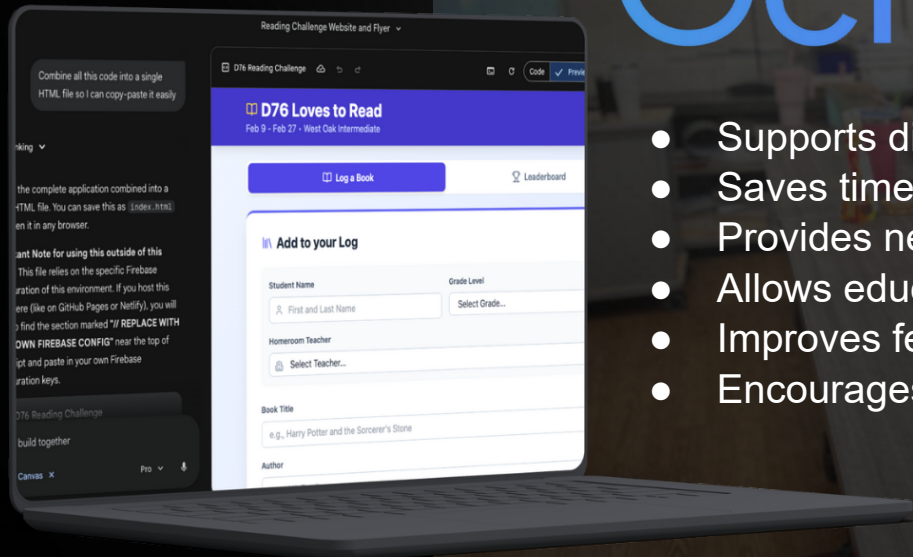 Reading Challenge Website and Flyer
Combine all this code into a single
HTML file so I can copy-paste it easily
the complete application combined into a
HTML file. You can save this as index.html
it in any browser.
Note for using this outside of this
This file relies on the specific Firebase
of this environment. If you host this
(like on GitHub Pages or Netlify), you will
find the section marked "// REPLACE WITH
OWN FIREBASE CONFIG" near the top of
and paste in your own Firebase
keys.
D76 Reading Challenge
build together
Canvas ×
Pro
D76 Reading Challenge
Code
D76 Loves to Read
Feb 9 - Feb 27 - West Oak Intermediate
Log a Book
Leaderboard
Add to your Log
Student Name
First and Last Name
Grade Level
Select Grade...
Homeroom Teacher
Select Teacher...
Book Title
e.g., Harry Potter and the Sorcerer's Stone
Author
● Supports
● Saves time
● Provides
● Allows
● Improves
● Encourages